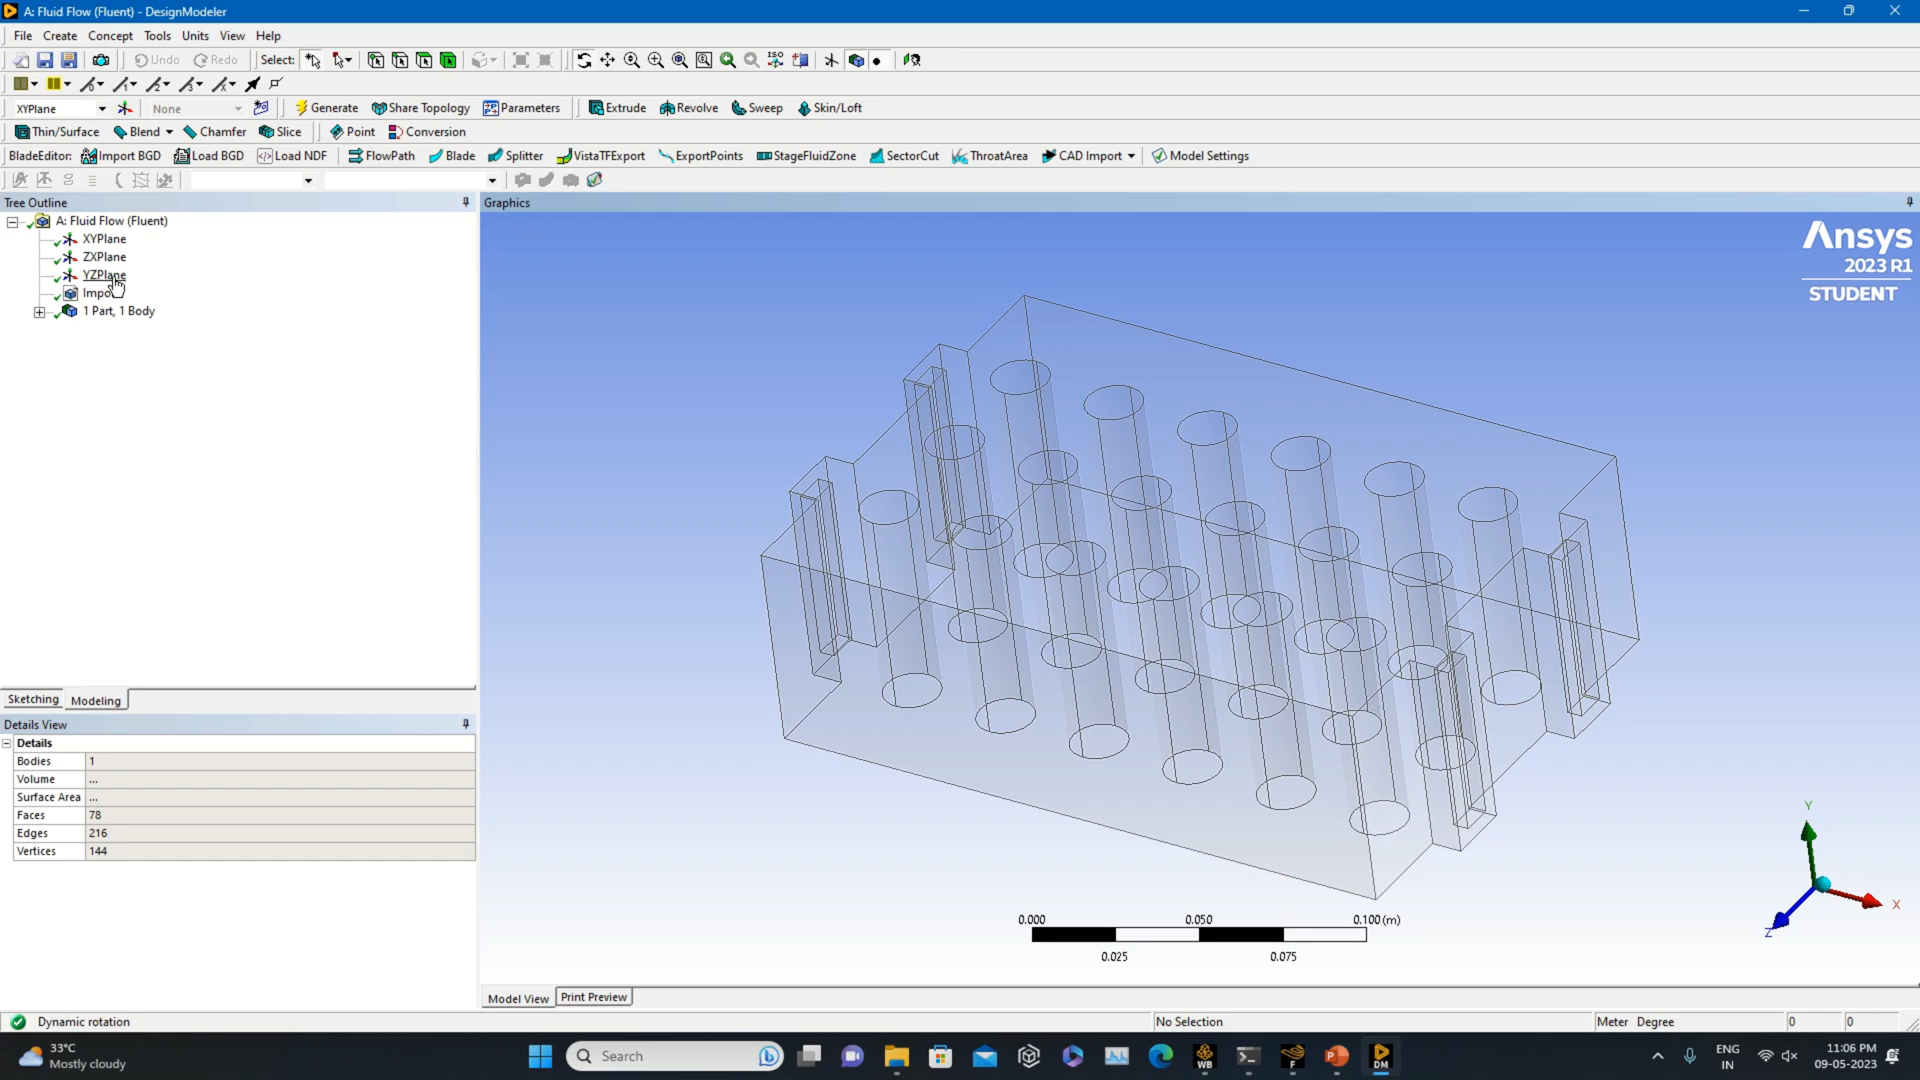 A: Fluid Flow (Fluent) - DesignModeler
File Create Concept Tools Units View Help
Undo Redo Select: ISO
XYPlane None Generate Share Topology Parameters Extrude Revolve Sweep Skin/Loft
Thin/Surface Blend Chamfer Slice Point Conversion
BladeEditor: Import BGD Load BGD Load NDF FlowPath Blade Splitter VistaTFExport ExportPoints StageFluidZone SectorCut ThroatArea CAD Import Model Settings
Tree Outline
Graphics
A: Fluid Flow (Fluent)
XYPlane
ZXPlane
YZPlane
Impo
1 Part, 1 Body
Ansys
2023 R1
STUDENT
Sketching Modeling
Details View
Details
Bodies 1
Volume ...
Surface Area ...
Faces 78
Edges 216
Vertices 144
Y
X
Z
0.000 0.050 0.100 (m)
0.025 0.075
Model View Print Preview
Dynamic rotation No Selection Meter Degree 0 0
33°C
Mostly cloudy
Search
WB
F
DM
ENG
IN
11:06 PM
09-05-2023